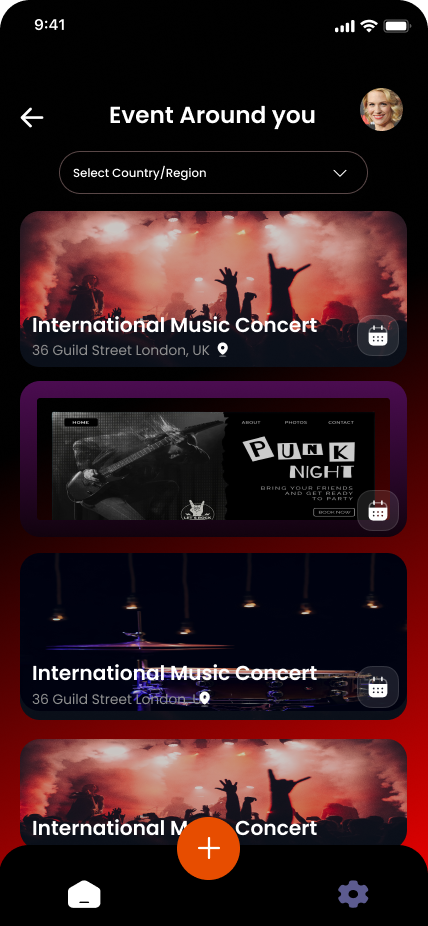 9:41
Event Around you
Select Country/Region
International Music Concert
36 Guild Street London, UK
HOME
ABOUT PHOTOS CONTACT
PUNK
NIGHT
BRING YOUR FRIENDS
AND GET READY
TO PARTY
BOOK NOW
LET'S ROCK
International Music Concert
36 Guild Street London, U
International M Concert